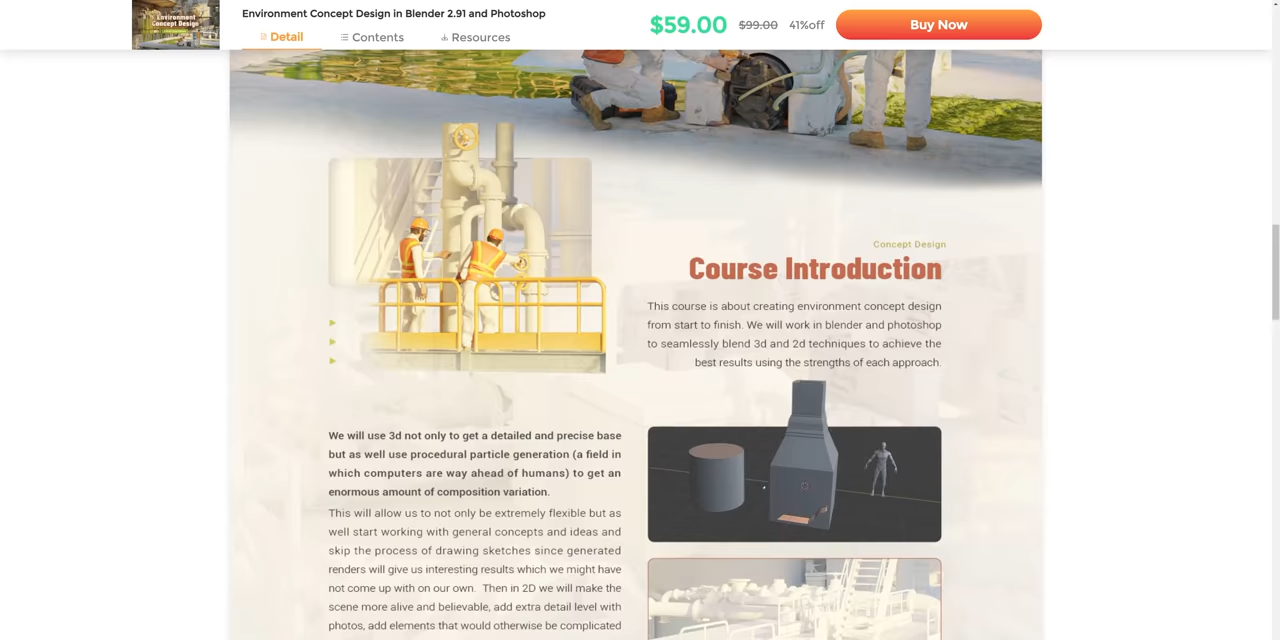 Environment Concept Design in Blender 2.91 and Photoshop
Detail
Contents
Resources
$59.00 $99.00 41%off
Buy Now
Environment
Concept Design
Concept Design
Course Introduction
This course is about creating environment concept design
from start to finish. We will work in blender and photoshop
to seamlessly blend 3d and 2d techniques to achieve the
best results using the strengths of each approach.
We will use 3d not only to get a detailed and precise base
but as well use procedural particle generation (a field in
which computers are way ahead of humans) to get an
enormous amount of composition variation.
This will allow us to not only be extremely flexible but as
well start working with general concepts and ideas and
skip the process of drawing sketches since generated
renders will give us interesting results which we might have
not come up with on our own. Then in 2D we will make the
scene more alive and believable, add extra detail level with
photos, add elements that would otherwise be complicated